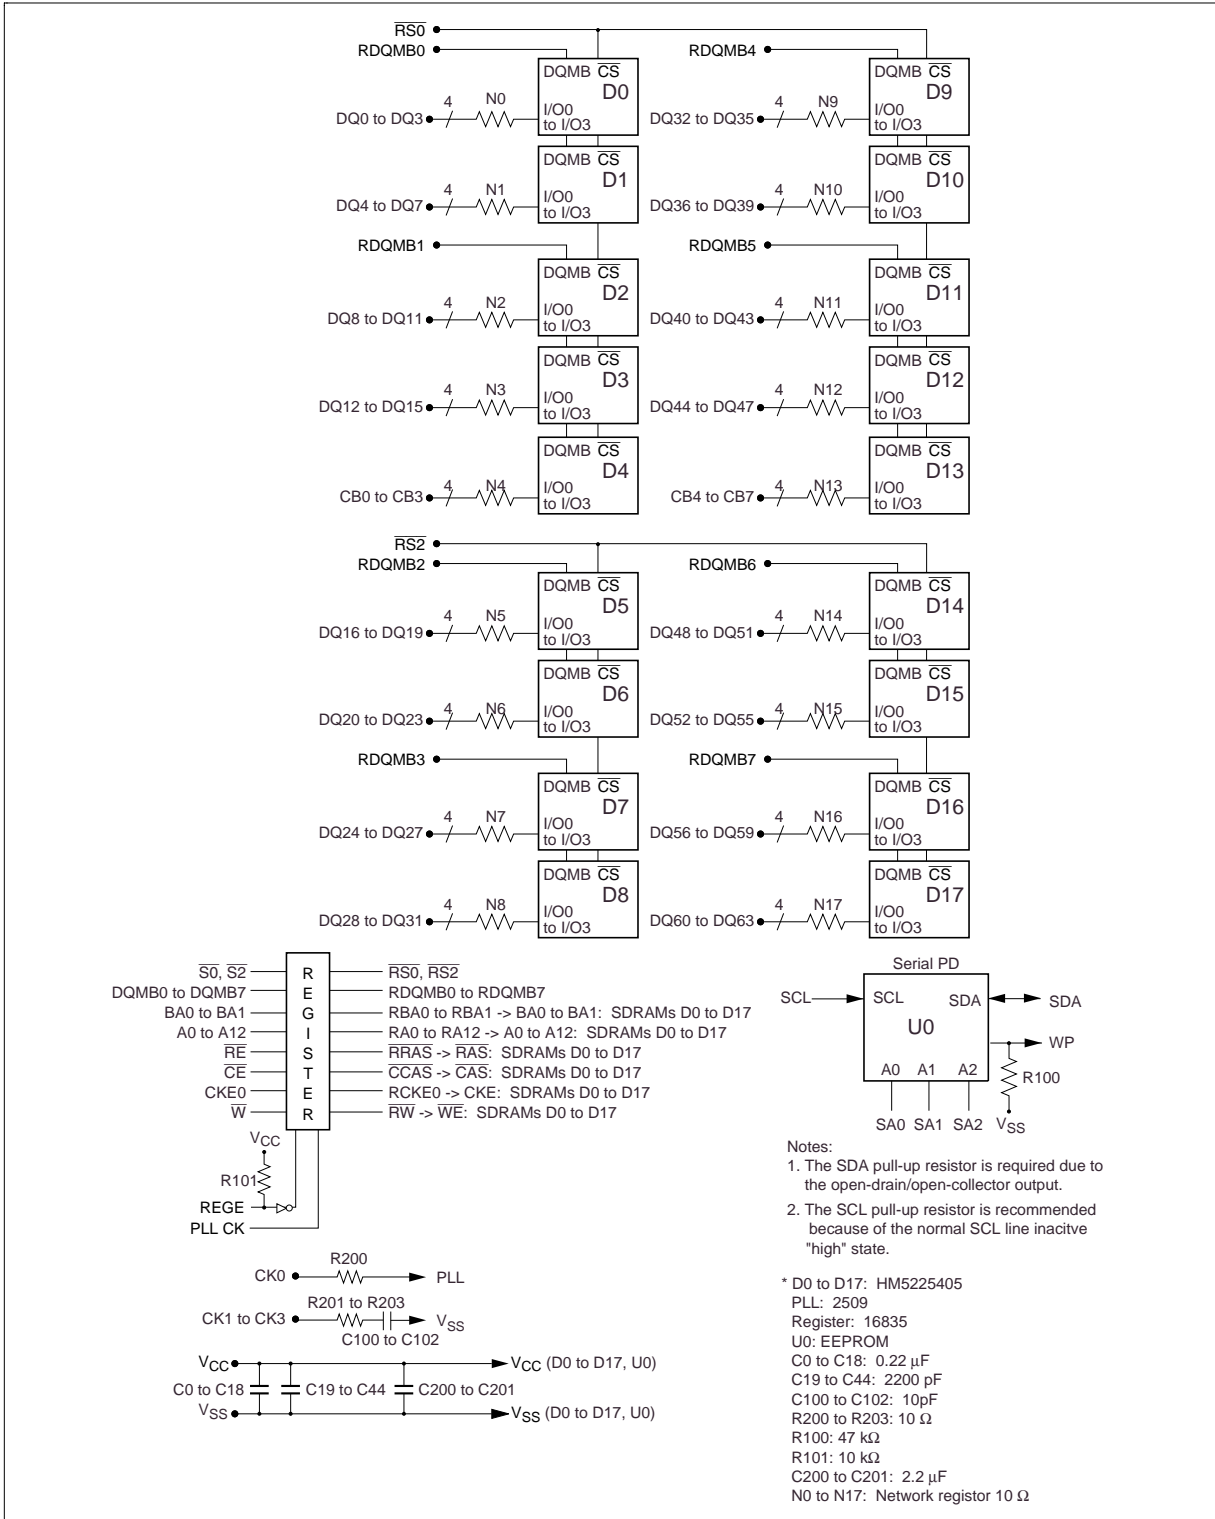 RS0
RDQMB0 RDQMB4
DQMB CS DQMB CS
D0 D9
4 N0 4 N9
DQ0 to DQ3 I/O0 to I/O3 DQ32 to DQ35 I/O0 to I/O3
DQMB CS DQMB CS
D1 D10
4 N1 4 N10
DQ4 to DQ7 I/O0 to I/O3 DQ36 to DQ39 I/O0 to I/O3
RDQMB1 RDQMB5
DQMB CS DQMB CS
D2 D11
4 N2 4 N11
DQ8 to DQ11 I/O0 to I/O3 DQ40 to DQ43 I/O0 to I/O3
DQMB CS DQMB CS
D3 D12
4 N3 4 N12
DQ12 to DQ15 I/O0 to I/O3 DQ44 to DQ47 I/O0 to I/O3
DQMB CS DQMB CS
D4 D13
4 N4 4 N13
CB0 to CB3 I/O0 to I/O3 CB4 to CB7 I/O0 to I/O3
RS2
RDQMB2 RDQMB6
DQMB CS DQMB CS
D5 D14
4 N5 4 N14
DQ16 to DQ19 I/O0 to I/O3 DQ48 to DQ51 I/O0 to I/O3
DQMB CS DQMB CS
D6 D15
4 N6 4 N15
DQ20 to DQ23 I/O0 to I/O3 DQ52 to DQ55 I/O0 to I/O3
RDQMB3 RDQMB7
DQMB CS DQMB CS
D7 D16
4 N7 4 N16
DQ24 to DQ27 I/O0 to I/O3 DQ56 to DQ59 I/O0 to I/O3
DQMB CS DQMB CS
D8 D17
4 N8 4 N17
DQ28 to DQ31 I/O0 to I/O3 DQ60 to DQ63 I/O0 to I/O3
S0, S2 R RS0, RS2
DQMB0 to DQMB7 E RDQMB0 to RDQMB7
BA0 to BA1 G RBA0 to RBA1 -> BA0 to BA1: SDRAMs D0 to D17
A0 to A12 I RA0 to RA12 -> A0 to A12: SDRAMs D0 to D17
RE S RRAS -> RAS: SDRAMs D0 to D17
CE T CCAS -> CAS: SDRAMs D0 to D17
CKE0 E RCKE0 -> CKE: SDRAMs D0 to D17
W R RW -> WE: SDRAMs D0 to D17
VCC
R101
REGE
PLL CK
Serial PD
SCL SCL SDA SDA
U0
WP
A0 A1 A2 R100
SA0 SA1 SA2 VSS
Notes:
1. The SDA pull-up resistor is required due to
the open-drain/open-collector output.
2. The SCL pull-up resistor is recommended
because of the normal SCL line inacitve
"high" state.
R200
CK0 PLL
R201 to R203
CK1 to CK3 VSS
C100 to C102
VCC VCC (D0 to D17, U0)
C0 to C18 C19 to C44 C200 to C201
VSS VSS (D0 to D17, U0)
* D0 to D17: HM5225405
PLL: 2509
Register: 16835
U0: EEPROM
C0 to C18: 0.22 μF
C19 to C44: 2200 pF
C100 to C102: 10pF
R200 to R203: 10 Ω
R100: 47 kΩ
R101: 10 kΩ
C200 to C201: 2.2 μF
N0 to N17: Network registor 10 Ω